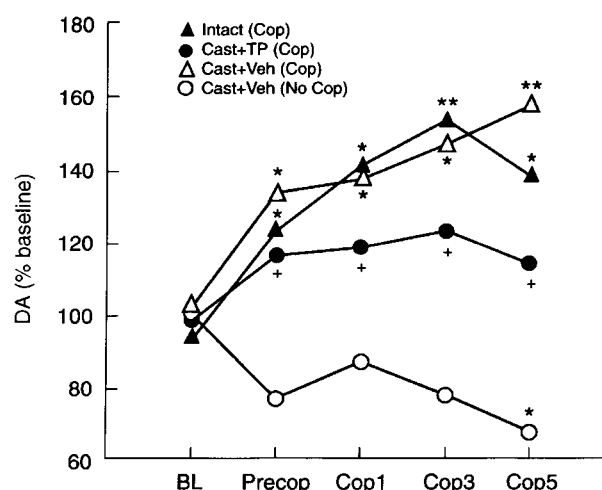 Intact (Cop)
Cast+TP (Cop)
Cast+Veh (Cop)
Cast+Veh (No Cop)
180
160
140
120
100
80
60
DA (% baseline)
* * * * * ** * ** * *
+ + + +
BL Precop Cop1 Cop3 Cop5